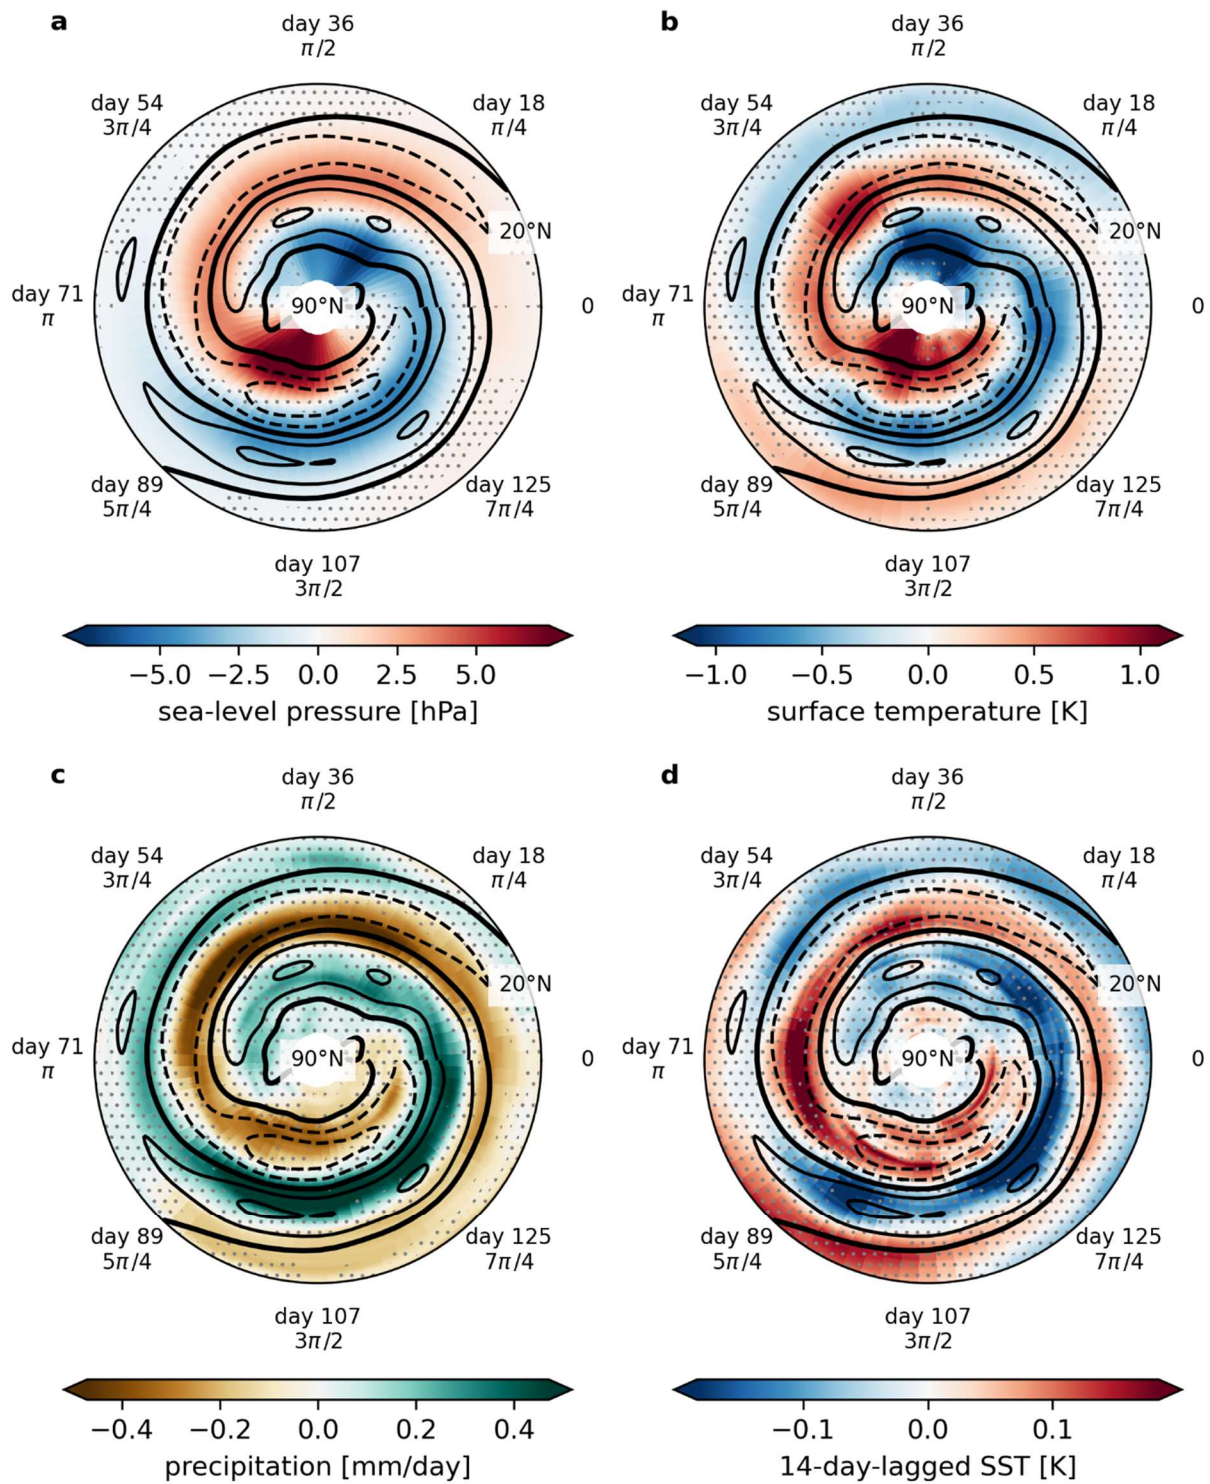 a
day 36
π/2
day 54
3π/4
day 18
π/4
20°N
day 71
π
90°N
0
day 89
5π/4
day 125
7π/4
day 107
3π/2
−5.0 −2.5 0.0 2.5 5.0
sea-level pressure [hPa]
b
day 36
π/2
day 54
3π/4
day 18
π/4
20°N
day 71
π
90°N
0
day 89
5π/4
day 125
7π/4
day 107
3π/2
−1.0 −0.5 0.0 0.5 1.0
surface temperature [K]
c
day 36
π/2
day 54
3π/4
day 18
π/4
20°N
day 71
π
90°N
0
day 89
5π/4
day 125
7π/4
day 107
3π/2
−0.4 −0.2 0.0 0.2 0.4
precipitation [mm/day]
d
day 36
π/2
day 54
3π/4
day 18
π/4
20°N
day 71
π
90°N
0
day 89
5π/4
day 125
7π/4
day 107
3π/2
−0.1 0.0 0.1
14-day-lagged SST [K]